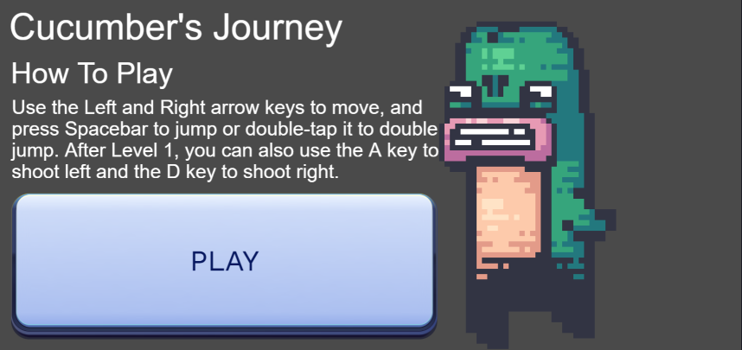 Cucumber's Journey
How To Play
Use the Left and Right arrow keys to move, and
press Spacebar to jump or double-tap it to double
jump. After Level 1, you can also use the A key to
shoot left and the D key to shoot right.
PLAY